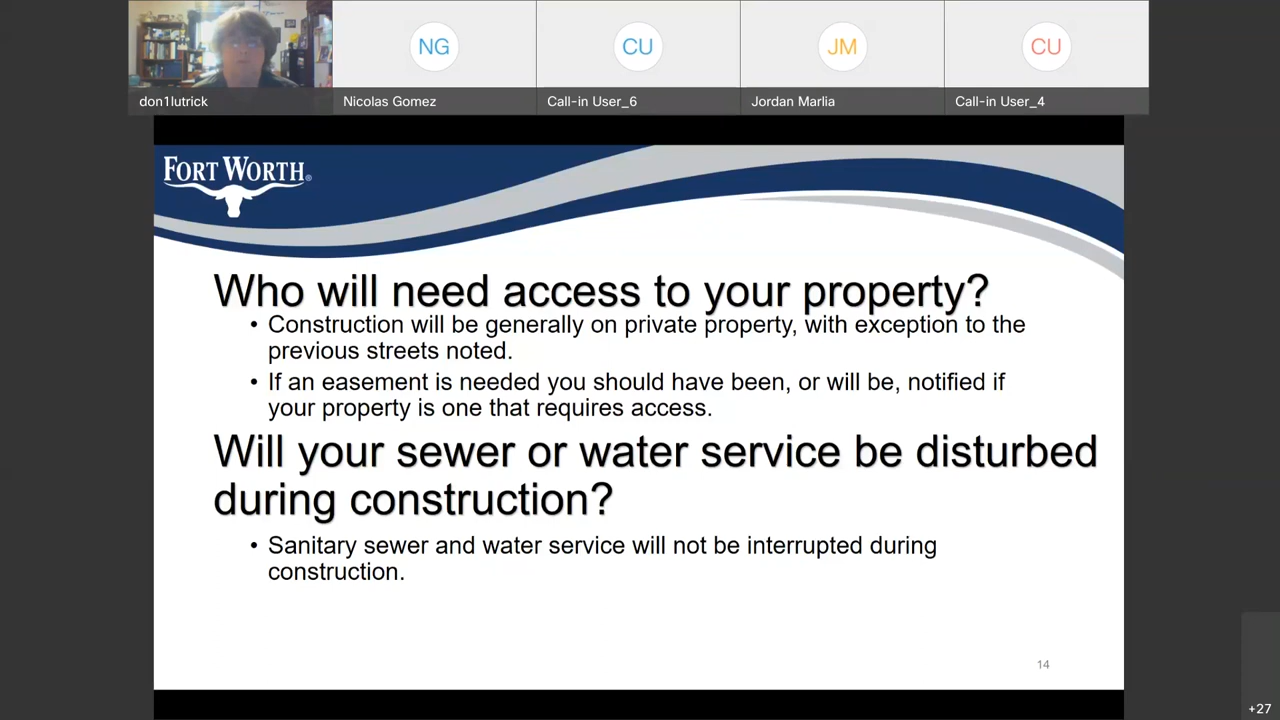 NG
CU
JM
CU
don1lutrick
Nicolas Gomez
Call-in User_6
Jordan Marlia
Call-in User_4
FORT WORTH®
Who will need access to your property?
• Construction will be generally on private property, with exception to the
previous streets noted.
• If an easement is needed you should have been, or will be, notified if
your property is one that requires access.
Will your sewer or water service be disturbed
during construction?
• Sanitary sewer and water service will not be interrupted during
construction.
14
+27